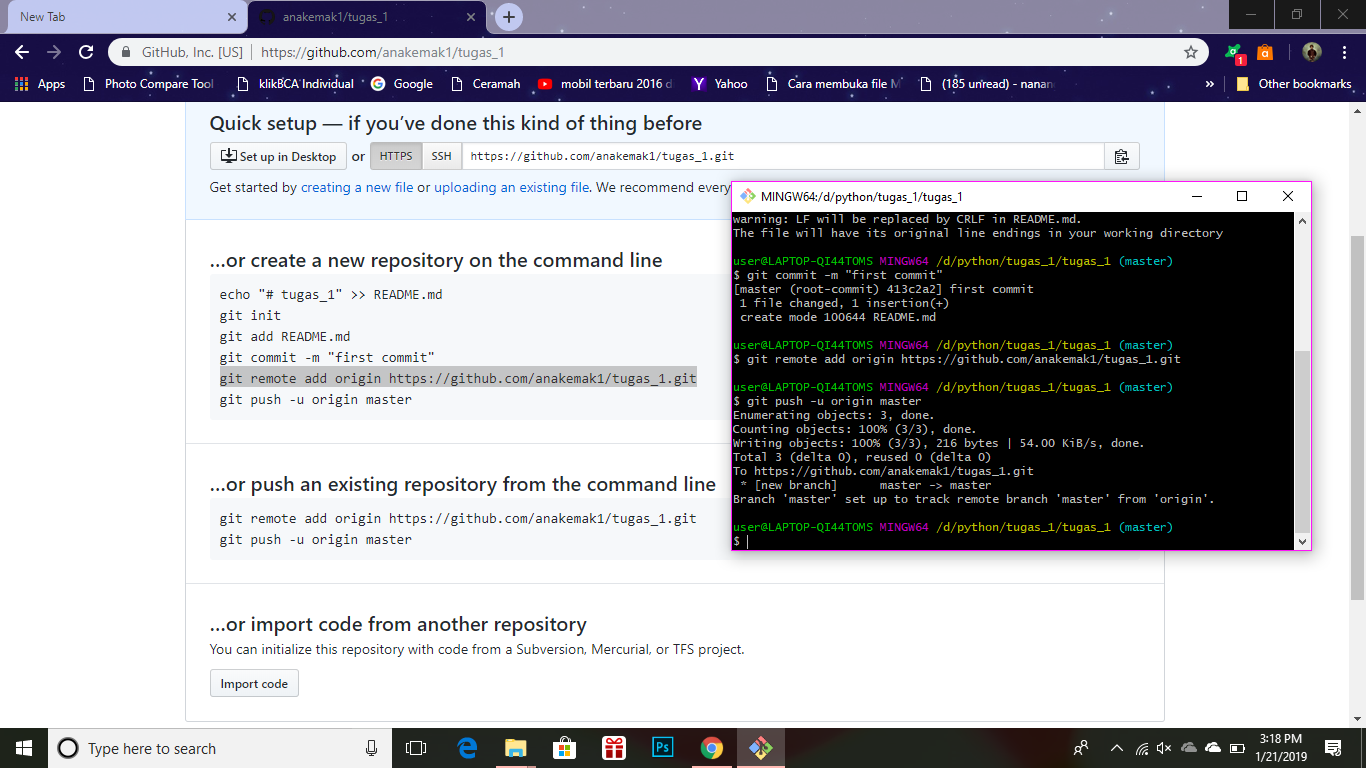 New Tab
anakemak1/tugas_1
GitHub, Inc. [US] | https://github.com/anakemak1/tugas_1
1
Apps
Photo Compare Tool
klikBCA Individual
Google
Ceramah
mobil terbaru 2016 d
Yahoo
Cara membuka file M
(185 unread) - nanan
»
Other bookmarks
Quick setup — if you’ve done this kind of thing before
Set up in Desktop or HTTPS SSH https://github.com/anakemak1/tugas_1.git
Get started by creating a new file or uploading an existing file. We recommend every
…or create a new repository on the command line
echo "# tugas_1" >> README.md
git init
git add README.md
git commit -m "first commit"
git remote add origin https://github.com/anakemak1/tugas_1.git
git push -u origin master
…or push an existing repository from the command line
git remote add origin https://github.com/anakemak1/tugas_1.git
git push -u origin master
…or import code from another repository
You can initialize this repository with code from a Subversion, Mercurial, or TFS project.
Import code
MINGW64:/d/python/tugas_1/tugas_1
warning: LF will be replaced by CRLF in README.md.
The file will have its original line endings in your working directory
user@LAPTOP-QI44TOMS MINGW64 /d/python/tugas_1/tugas_1 (master)
$ git commit -m "first commit"
[master (root-commit) 413c2a2] first commit
1 file changed, 1 insertion(+)
create mode 100644 README.md
user@LAPTOP-QI44TOMS MINGW64 /d/python/tugas_1/tugas_1 (master)
$ git remote add origin https://github.com/anakemak1/tugas_1.git
user@LAPTOP-QI44TOMS MINGW64 /d/python/tugas_1/tugas_1 (master)
$ git push -u origin master
Enumerating objects: 3, done.
Counting objects: 100% (3/3), done.
Writing objects: 100% (3/3), 216 bytes | 54.00 KiB/s, done.
Total 3 (delta 0), reused 0 (delta 0)
To https://github.com/anakemak1/tugas_1.git
* [new branch] master -> master
Branch 'master' set up to track remote branch 'master' from 'origin'.
user@LAPTOP-QI44TOMS MINGW64 /d/python/tugas_1/tugas_1 (master)
$
Type here to search
Ps
3:18 PM
1/21/2019